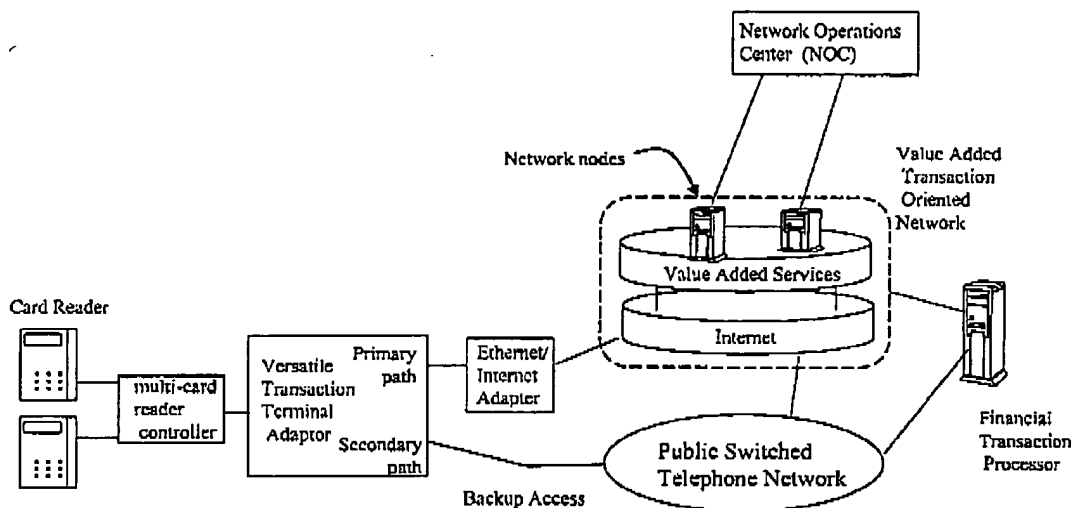 Network Operations
Center (NOC)
Network nodes
Value Added
Transaction
Oriented
Network
Value Added Services
Internet
Card Reader
multi-card
reader
controller
Versatile
Transaction
Terminal
Adaptor
Primary
path
Secondary
path
Ethernet/
Internet
Adapter
Public Switched
Telephone Network
Backup Access
Financial
Transaction
Processor